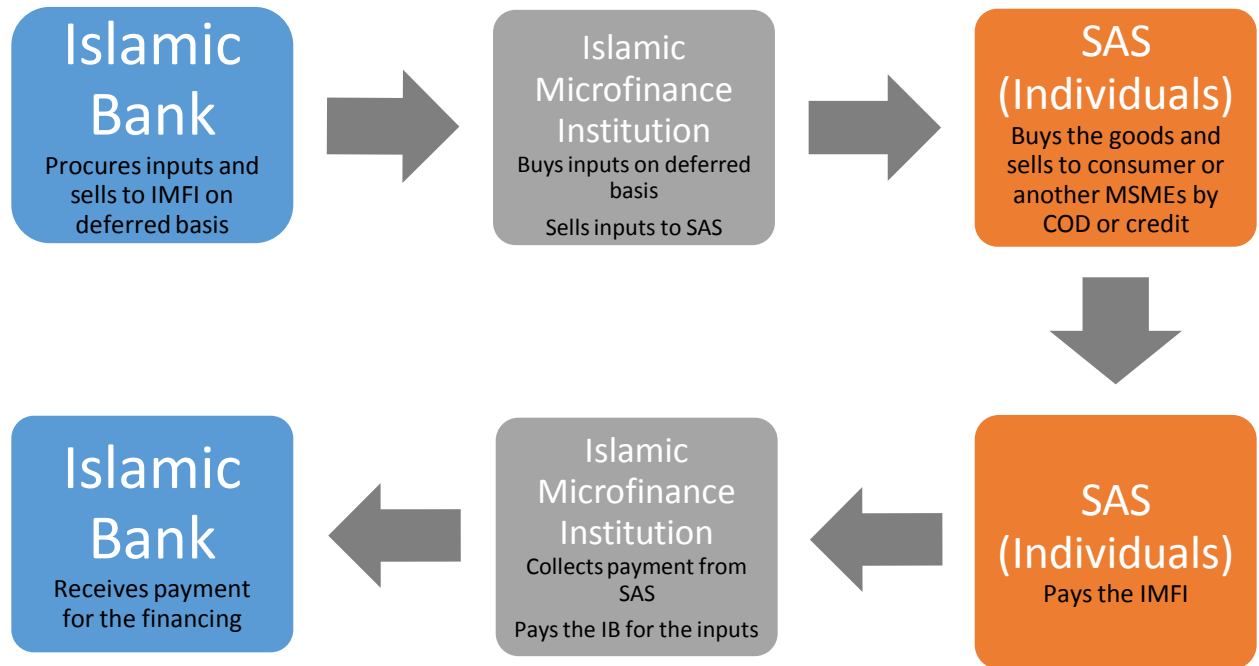 Islamic
Bank
Procures inputs and
sells to IMFI on
deferred basis
Islamic
Microfinance
Institution
Buys inputs on deferred
basis
Sells inputs to SAS
SAS
(Individuals)
Buys the goods and
sells to consumer or
another MSMEs by
COD or credit
SAS
(Individuals)
Pays the IMFI
Islamic
Microfinance
Institution
Collects payment from
SAS
Pays the IB for the inputs
Islamic
Bank
Receives payment
for the financing